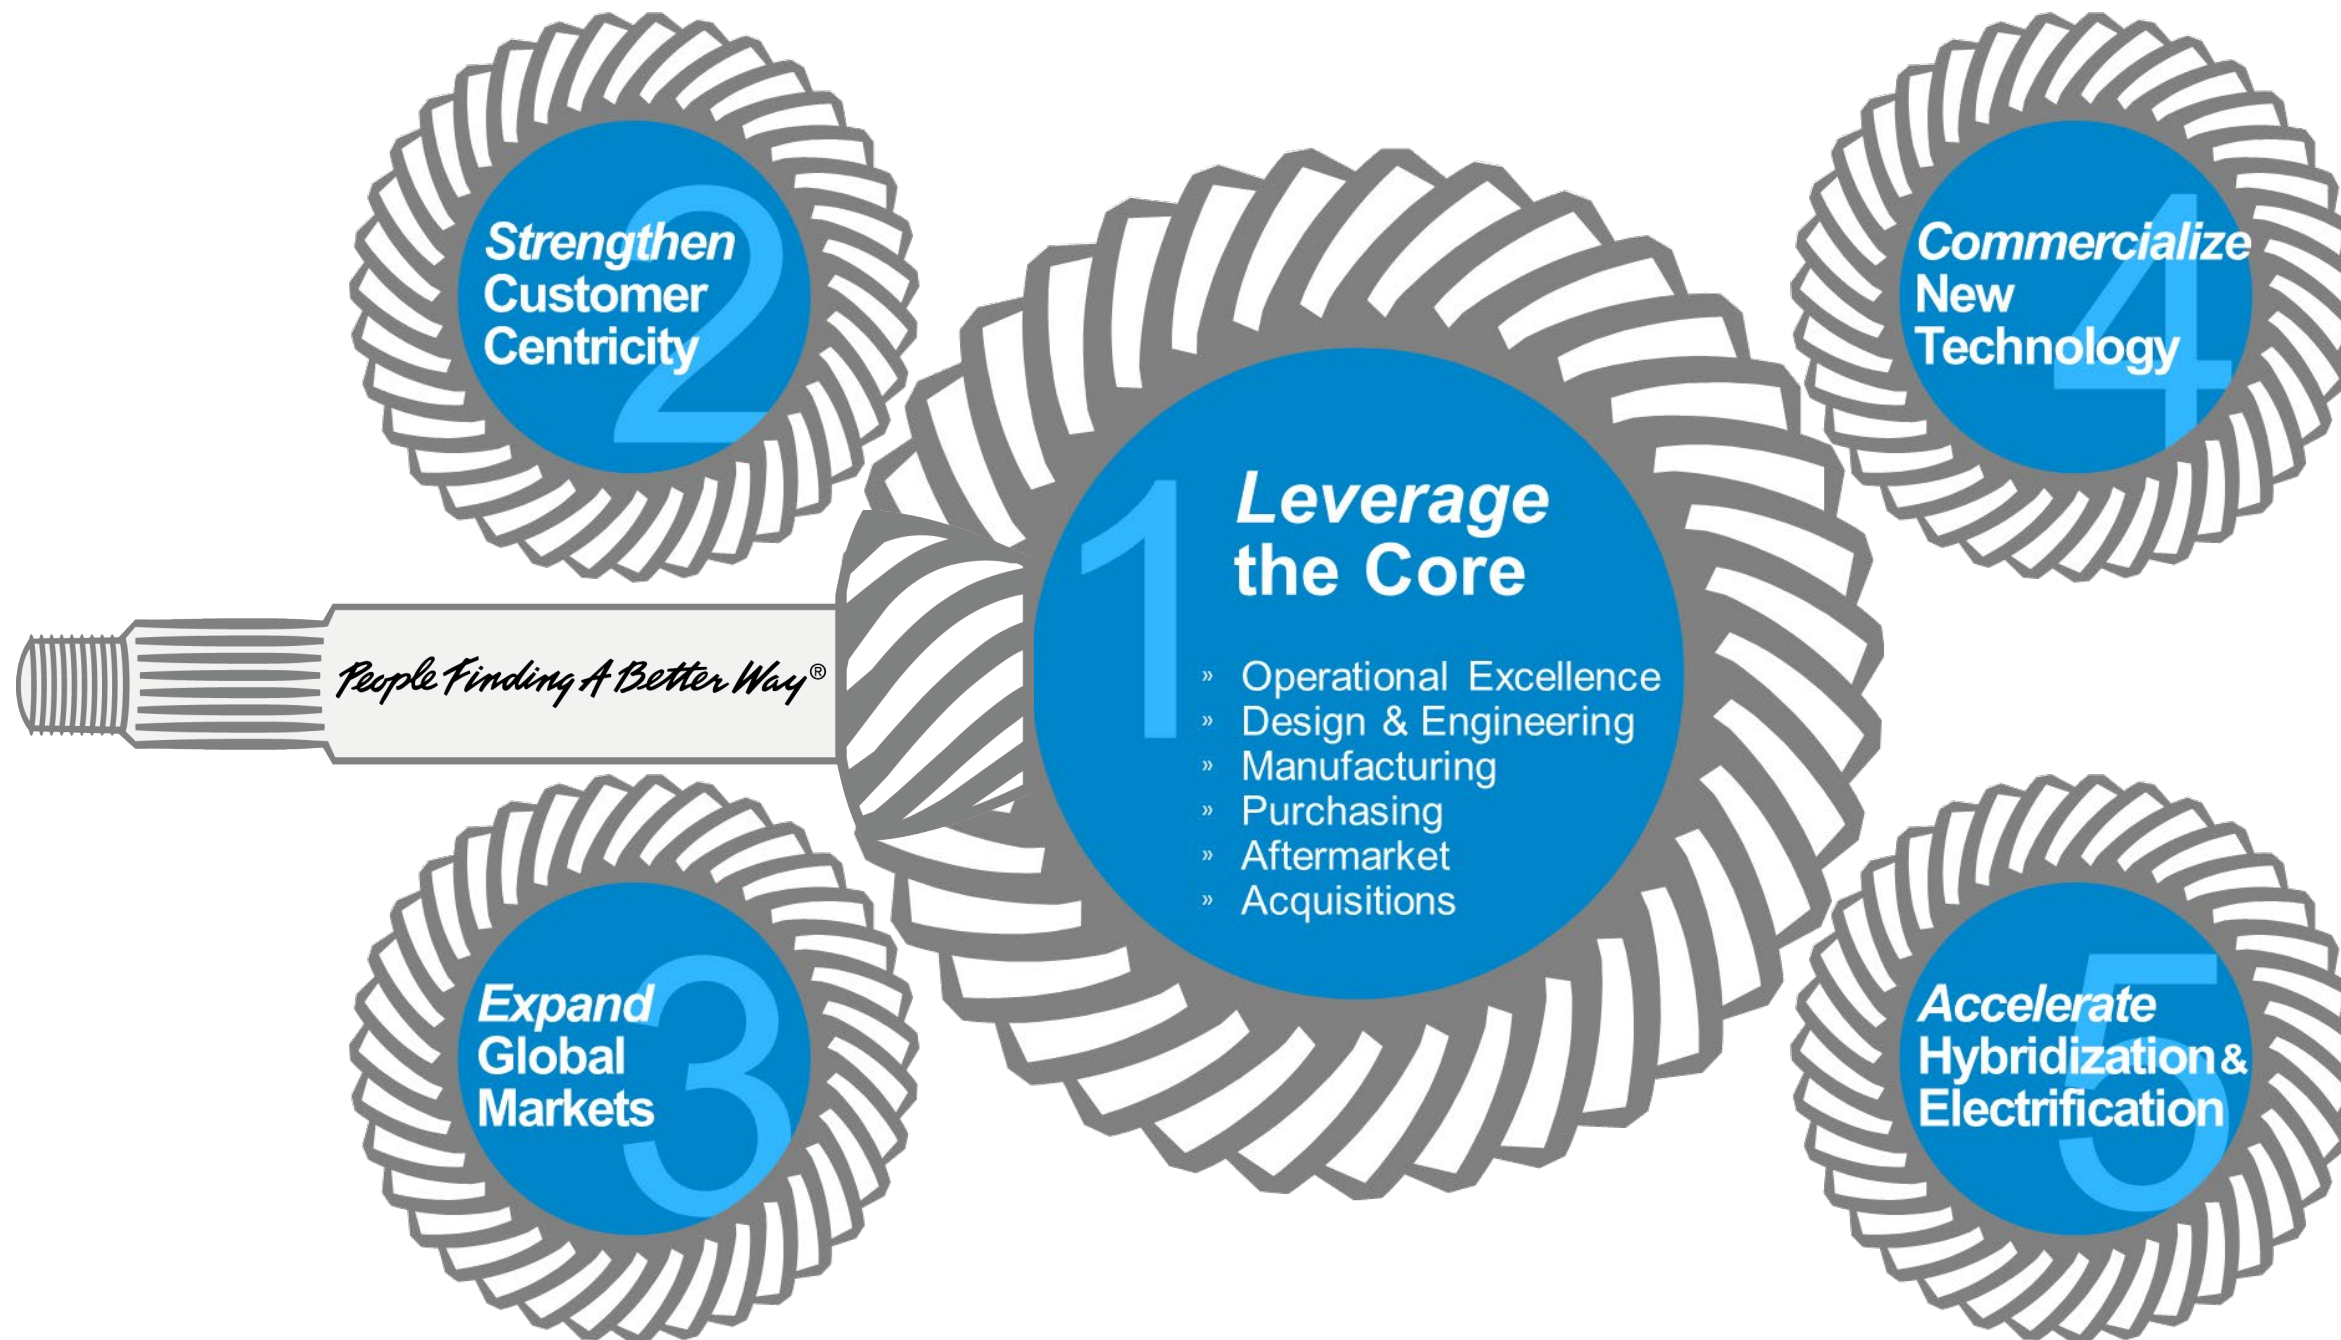 2
Strengthen
Customer
Centricity
4
Commercialize
New
Technology
1
Leverage
the Core
» Operational Excellence
» Design & Engineering
» Manufacturing
» Purchasing
» Aftermarket
» Acquisitions
People Finding A Better Way®
3
Expand
Global
Markets
5
Accelerate
Hybridization &
Electrification